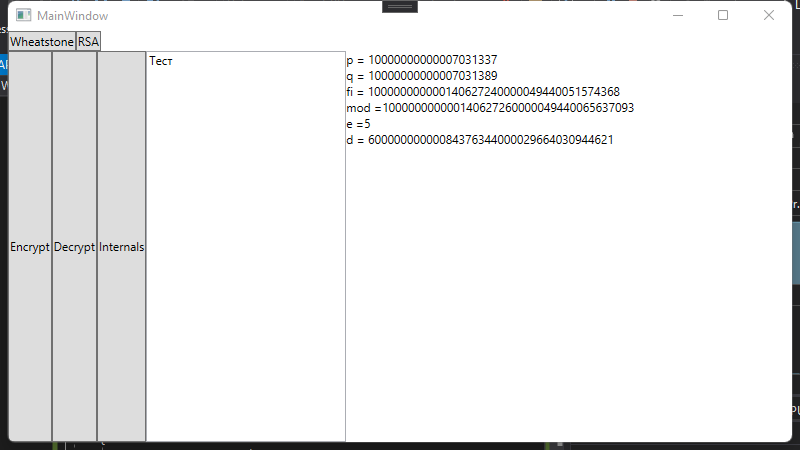 MainWindow
Wheatstone RSA
Encrypt Decrypt Internals
Тест
p = 10000000000007031337
q = 10000000000007031389
fi = 100000000000140627240000049440051574368
mod =100000000000140627260000049440065637093
e =5
d = 60000000000084376344000029664030944621